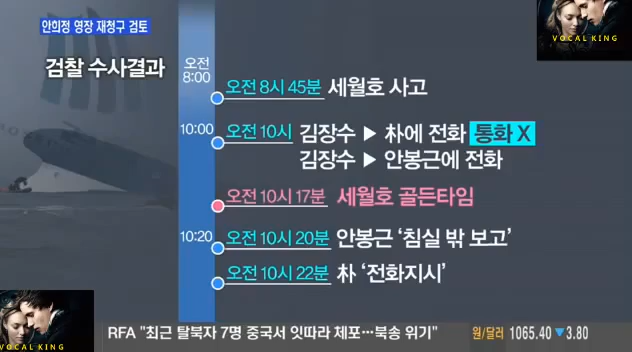 안희정 영장 재청구 검토
VOCAL KING
검찰 수사결과
오전
8:00
오전 8시 45분 세월호 사고
10:00
오전 10시 김장수 ▶ 朴에 전화 통화 X
김장수 ▶ 안봉근에 전화
오전 10시 17분 세월호 골든타임
10:20
오전 10시 20분 안봉근 ‘침실 밖 보고’
오전 10시 22분 朴 ‘전화지시’
VOCAL KING
RFA "최근 탈북자 7명 중국서 잇따라 체포…북송 위기"
원/달러 1065.40 ▼3.80